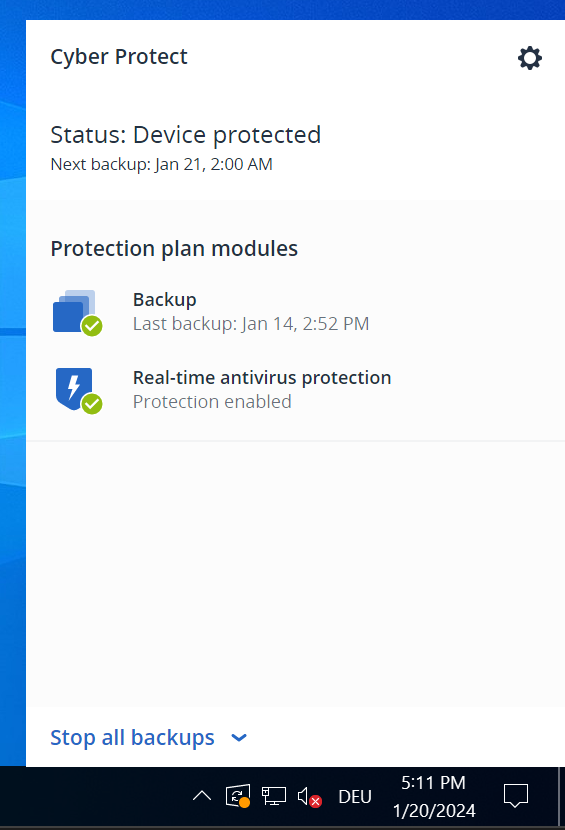 Cyber Protect
Status: Device protected
Next backup: Jan 21, 2:00 AM
Protection plan modules
Backup
Last backup: Jan 14, 2:52 PM
Real-time antivirus protection
Protection enabled
Stop all backups
DEU
5:11 PM
1/20/2024